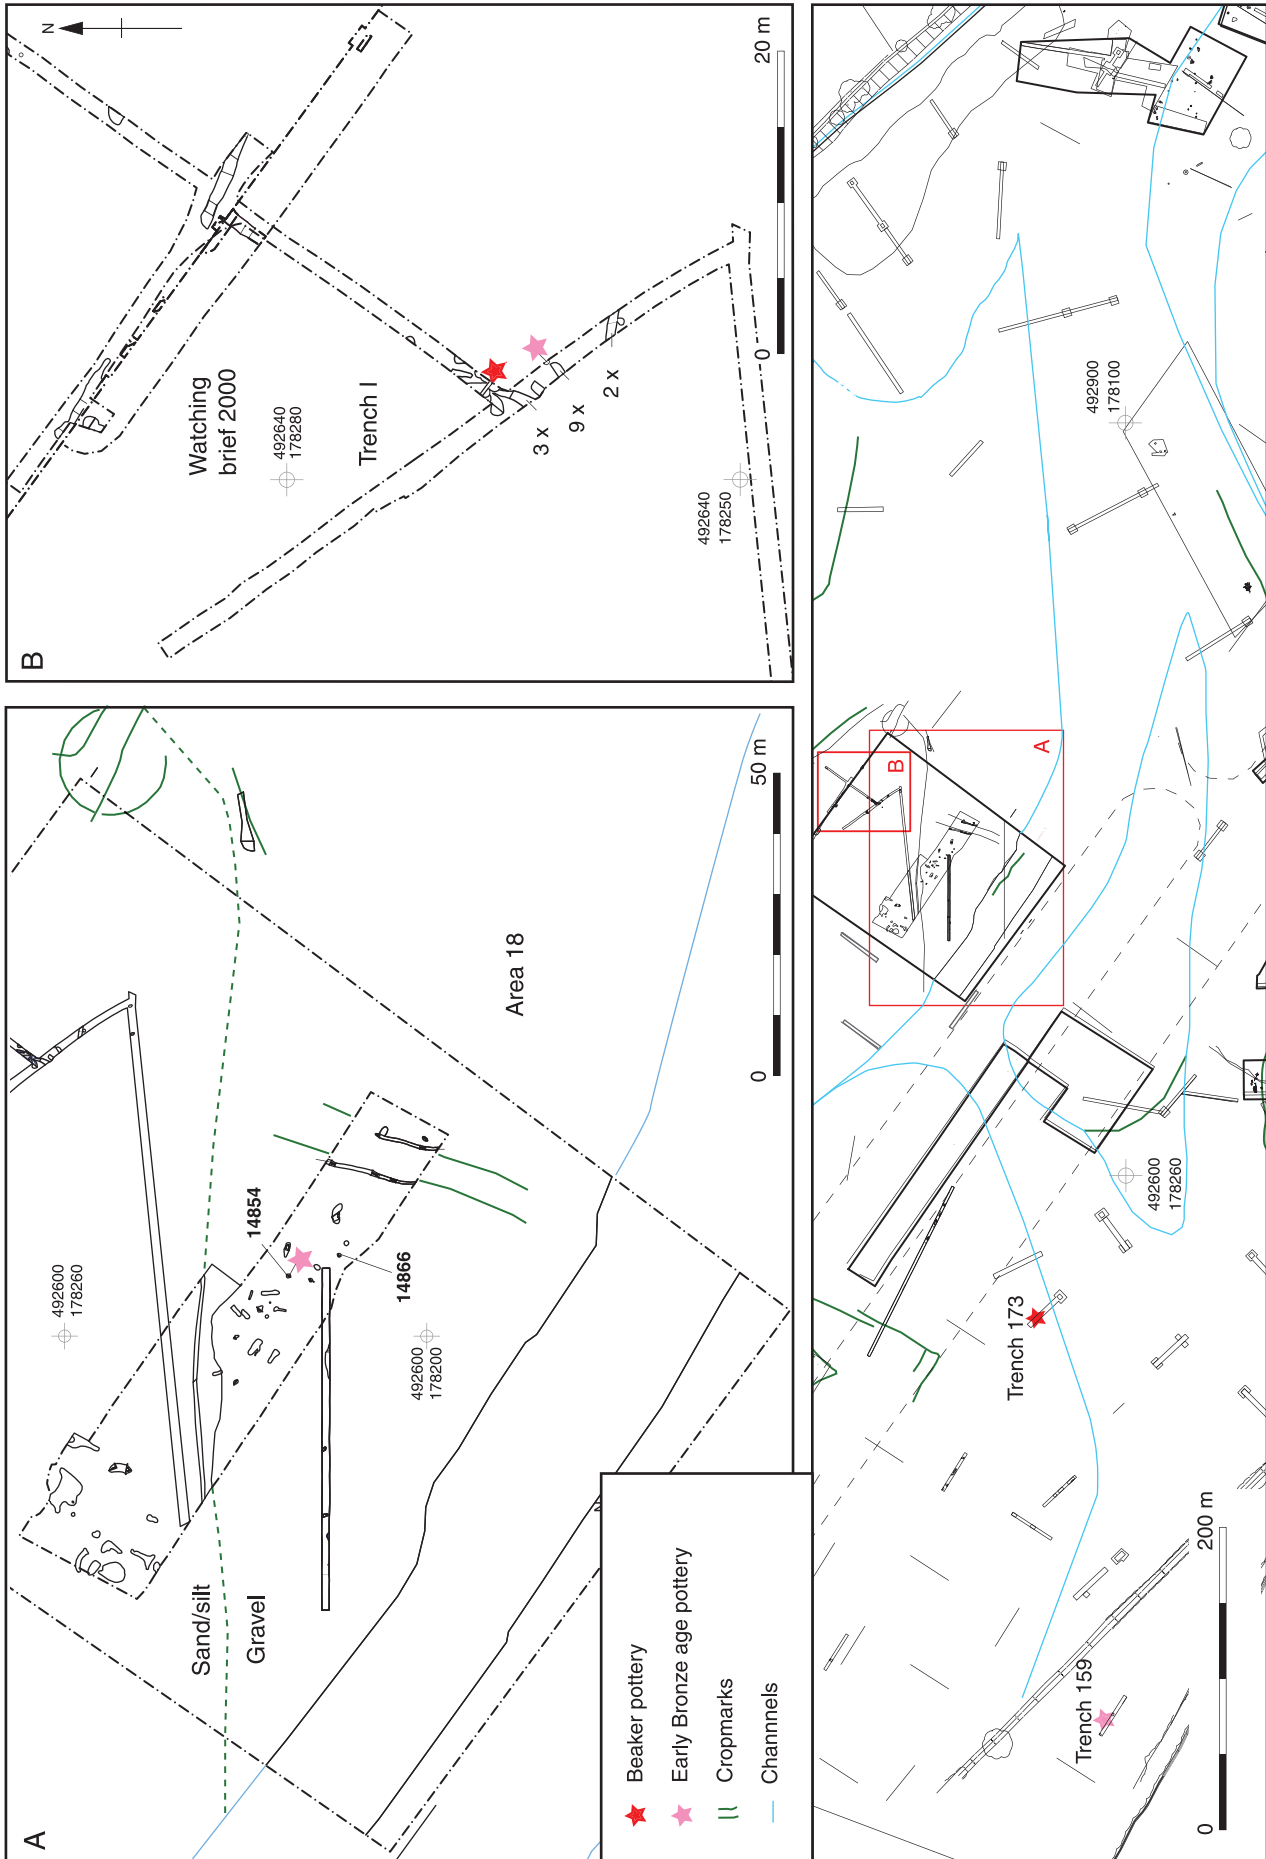 A
492600
178260
14854
14866
492600
178200
Sand/silt
Gravel
Area 18
0
50 m
B
N
Watching
brief 2000
492640
178280
Trench I
3 x
9 x
2 x
492640
178250
0
20 m
Beaker pottery
Early Bronze age pottery
Cropmarks
Channnels
B
A
492900
178100
492600
178260
Trench 173
Trench 159
0
200 m